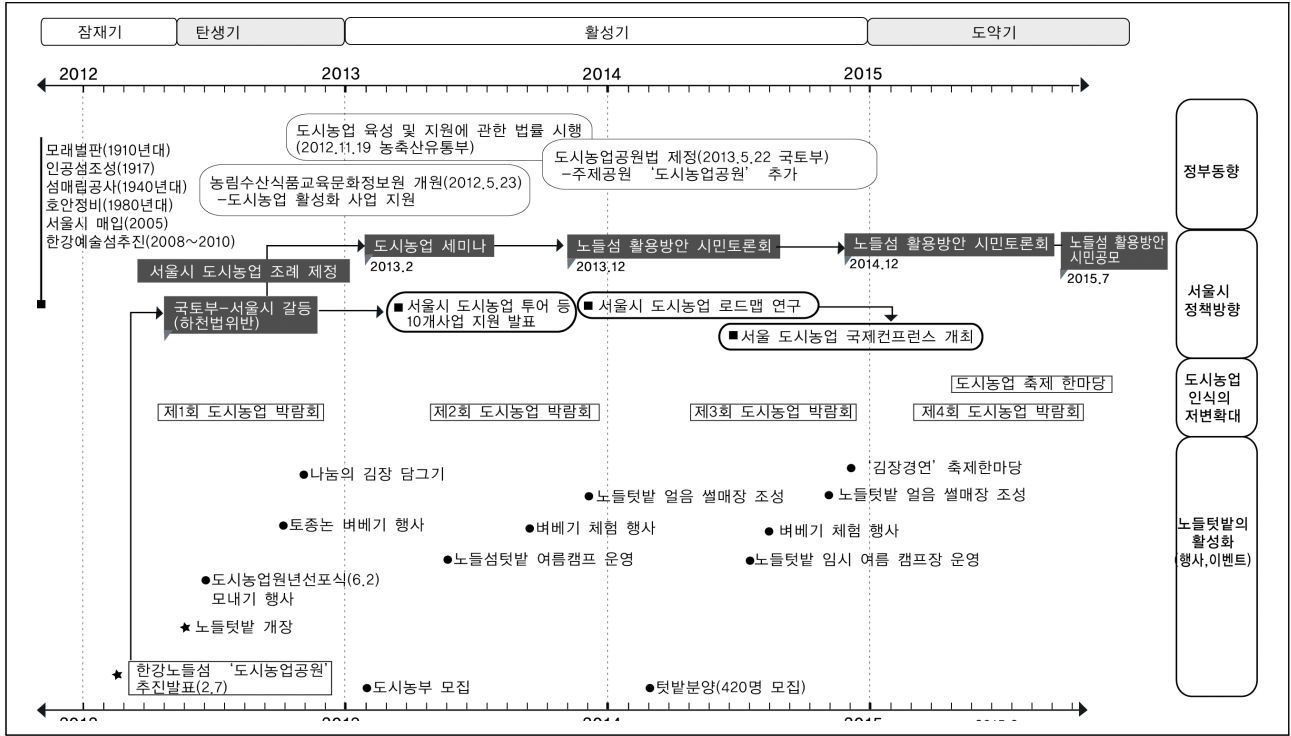 잠재기
탄생기
활성기
도약기
2012
2013
2014
2015
모래벌판(1910년대)
인공섬조성(1917)
섬매립공사(1940년대)
호안정비(1980년대)
서울시 매입(2005)
한강예술섬추진(2008~2010)
도시농업 육성 및 지원에 관한 법률 시행
(2012.11.19 농축산유통부)
도시농업공원법 제정(2013.5.22 국토부)
-주제공원 ‘도시농업공원’ 추가
농림수산식품교육문화정보원 개원(2012.5.23)
-도시농업 활성화 사업 지원
정부동향
서울시 도시농업 조례 제정
도시농업 세미나
2013.2
노들섬 활용방안 시민토론회
2013.12
노들섬 활용방안 시민토론회
2014.12
노들섬 활용방안
시민공모
2015.7
국토부-서울시 갈등
(하천법위반)
■ 서울시 도시농업 투어 등
10개사업 지원 발표
■ 서울시 도시농업 로드맵 연구
■ 서울 도시농업 국제컨프런스 개최
서울시
정책방향
도시농업 축제 한마당
제1회 도시농업 박람회
제2회 도시농업 박람회
제3회 도시농업 박람회
제4회 도시농업 박람회
도시농업
인식의
저변확대
●나눔의 김장 담그기
● ‘김장경연’ 축제한마당
●노들텃밭 얼음 썰매장 조성
●노들텃밭 얼음 썰매장 조성
●토종논 벼베기 행사
●벼베기 체험 행사
● 벼베기 체험 행사
●노들섬텃밭 여름캠프 운영
●노들텃밭 임시 여름 캠프장 운영
●도시농업원년선포식(6.2)
모내기 행사
★ 노들텃밭 개장
★ 한강노들섬 ‘도시농업공원’
추진발표(2.7)
●도시농부 모집
●텃밭분양(420명 모집)
노들텃밭의
활성화
(행사,이벤트)
2012
2013
2014
2015